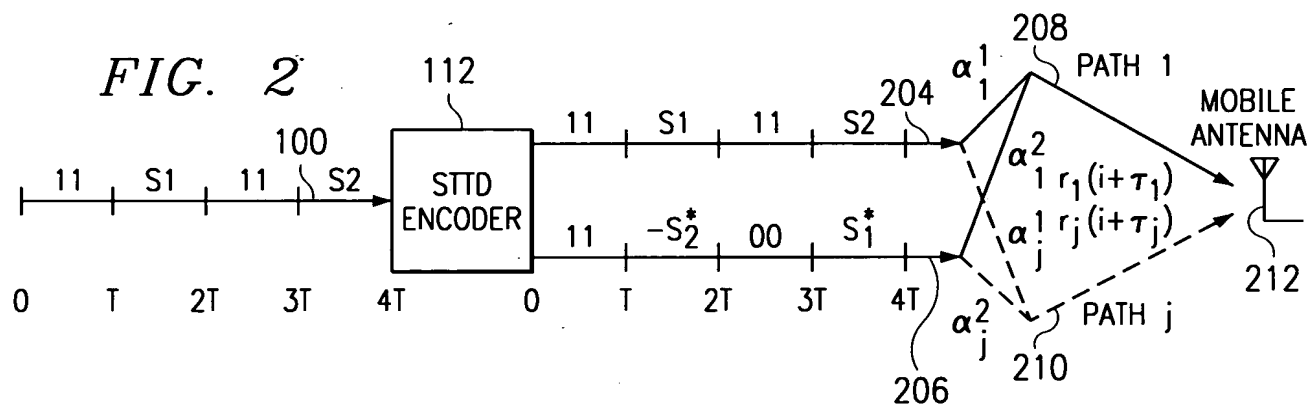 FIG. 2
112
208
α₁¹
PATH 1
204
MOBILE
ANTENNA
11 S1 11 S2
100
11 S1 11 S2
STTD
ENCODER
α₁² r₁(i+τ₁)
αⱼ¹ rⱼ(i+τⱼ)
11 -S₂* 00 S₁*
212
0 T 2T 3T 4T 0 T 2T 3T 4T
αⱼ²
PATH j
210
206